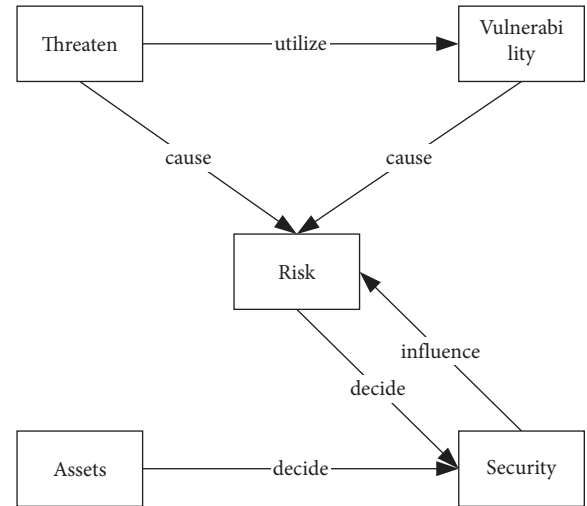 Threaten
utilize
Vulnerabi
lity
cause
cause
Risk
influence
decide
Assets
decide
Security